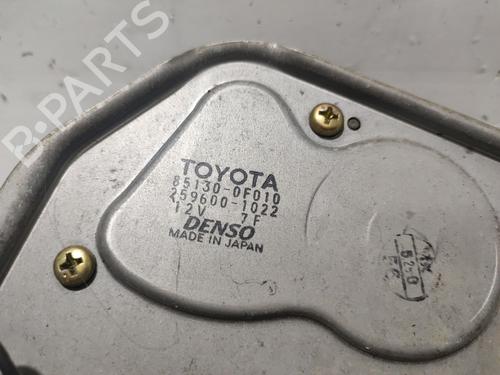 B-PARTS
TOYOTA
85130-0F010
259600-1022
12V 7F
DENSO
MADE IN JAPAN